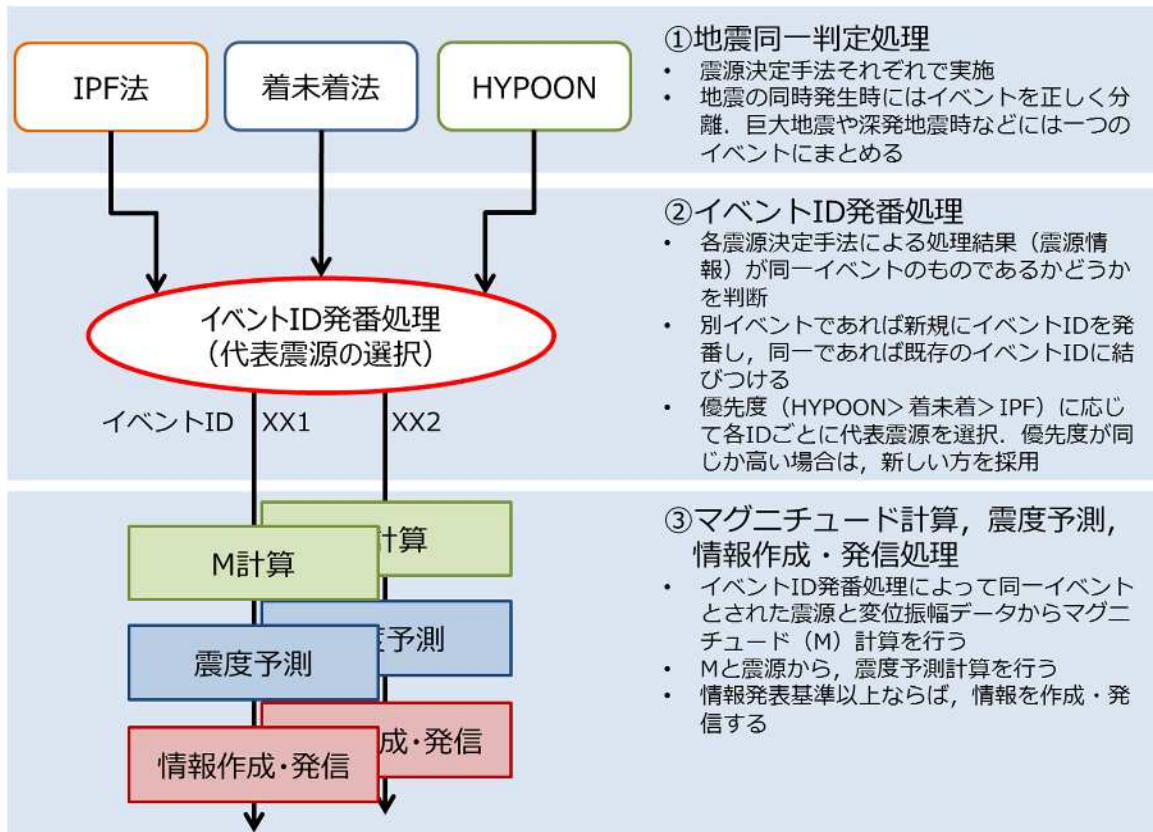 IPF法
着未着法
HYPOON
①地震同一判定処理
• 震源決定手法それぞれで実施
• 地震の同時発生時にはイベントを正しく分
離．巨大地震や深発地震時などには一つの
イベントにまとめる
イベントID発番処理
（代表震源の選択）
イベントID
XX1
XX2
②イベントID発番処理
• 各震源決定手法による処理結果（震源情
報）が同一イベントのものであるかどうか
を判断
• 別イベントであれば新規にイベントIDを発
番し，同一であれば既存のイベントIDに結
びつける
• 優先度（HYPOON＞着未着＞IPF）に応じ
て各IDごとに代表震源を選択．優先度が同
じか高い場合は，新しい方を採用
M計算
計算
震度予測
度予測
情報作成・発信
成・発信
③マグニチュード計算，震度予測，
情報作成・発信処理
• イベントID発番処理によって同一イベント
とされた震源と変位振幅データからマグニ
チュード（M）計算を行う
• Mと震源から，震度予測計算を行う
• 情報発表基準以上ならば，情報を作成・発
信する